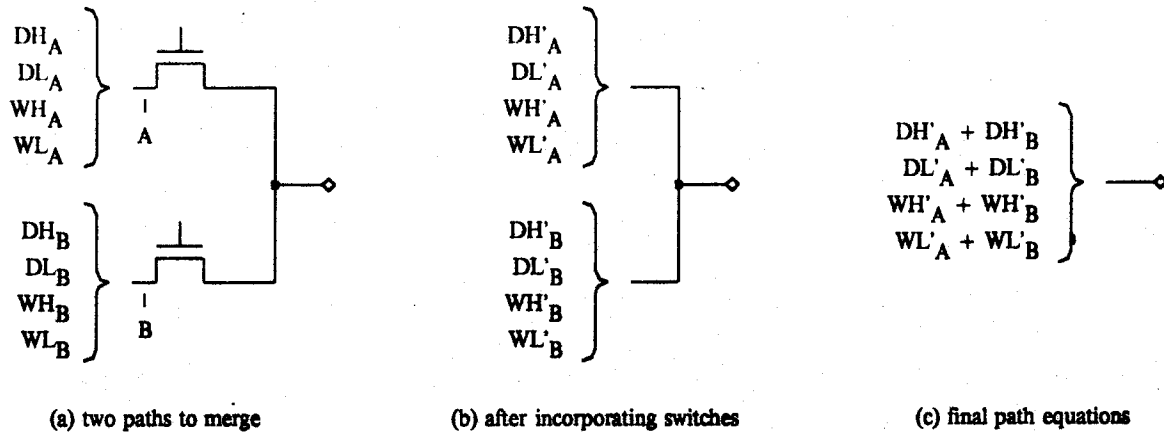 DH_A
DL_A
WH_A
WL_A
A
DH_B
DL_B
WH_B
WL_B
B
(a) two paths to merge
DH'_A
DL'_A
WH'_A
WL'_A
DH'_B
DL'_B
WH'_B
WL'_B
(b) after incorporating switches
DH'_A + DH'_B
DL'_A + DL'_B
WH'_A + WH'_B
WL'_A + WL'_B
(c) final path equations